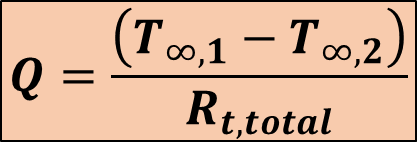 Q = (T∞,1 − T∞,2) / Rt,total